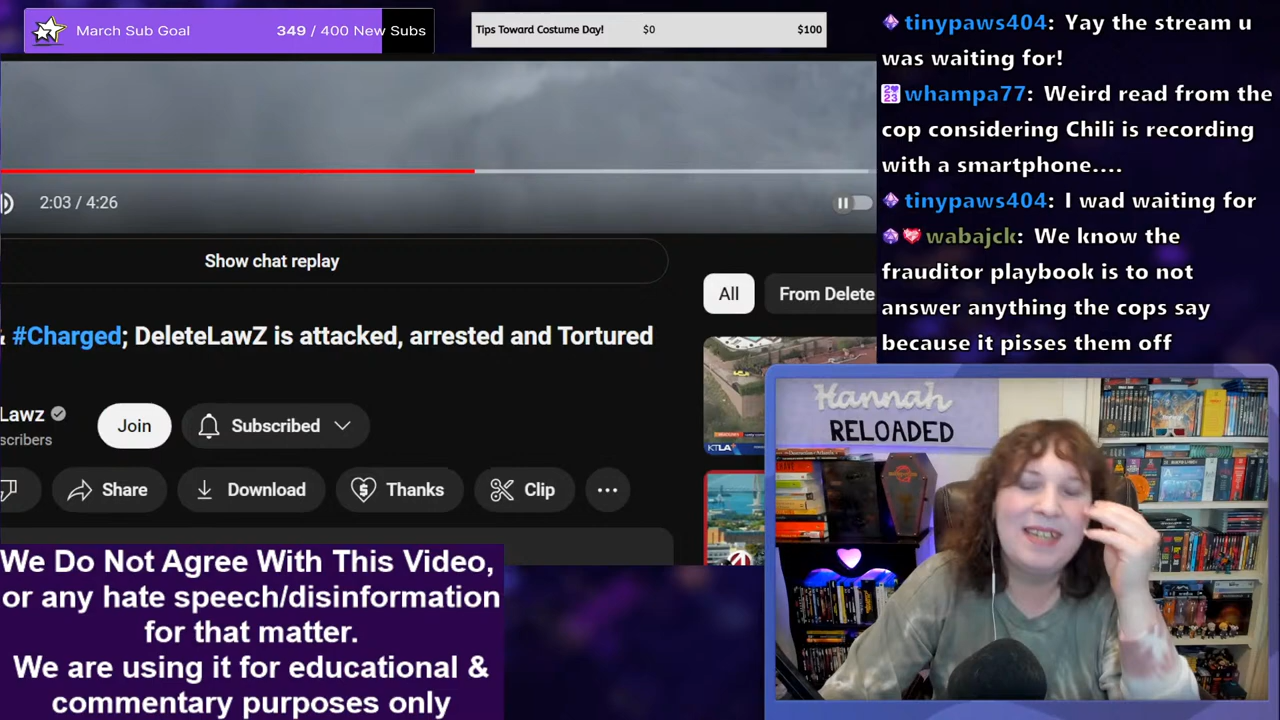 March Sub Goal
349 / 400 New Subs
Tips Toward Costume Day!
$0
$100
tinypaws404: Yay the stream u
was waiting for!
whampa77: Weird read from the
cop considering Chili is recording
with a smartphone....
tinypaws404: I wad waiting for
wabajck: We know the
frauditor playbook is to not
answer anything the cops say
because it pisses them off
2:03 / 4:26
Show chat replay
All
From Delete
#Charged; DeleteLawZ is attacked, arrested and Tortured
Lawz
scribers
Join
Subscribed
Share
Download
Thanks
Clip
KTLA
Hannah
RELOADED
We Do Not Agree With This Video,
or any hate speech/disinformation
for that matter.
We are using it for educational &
commentary purposes only